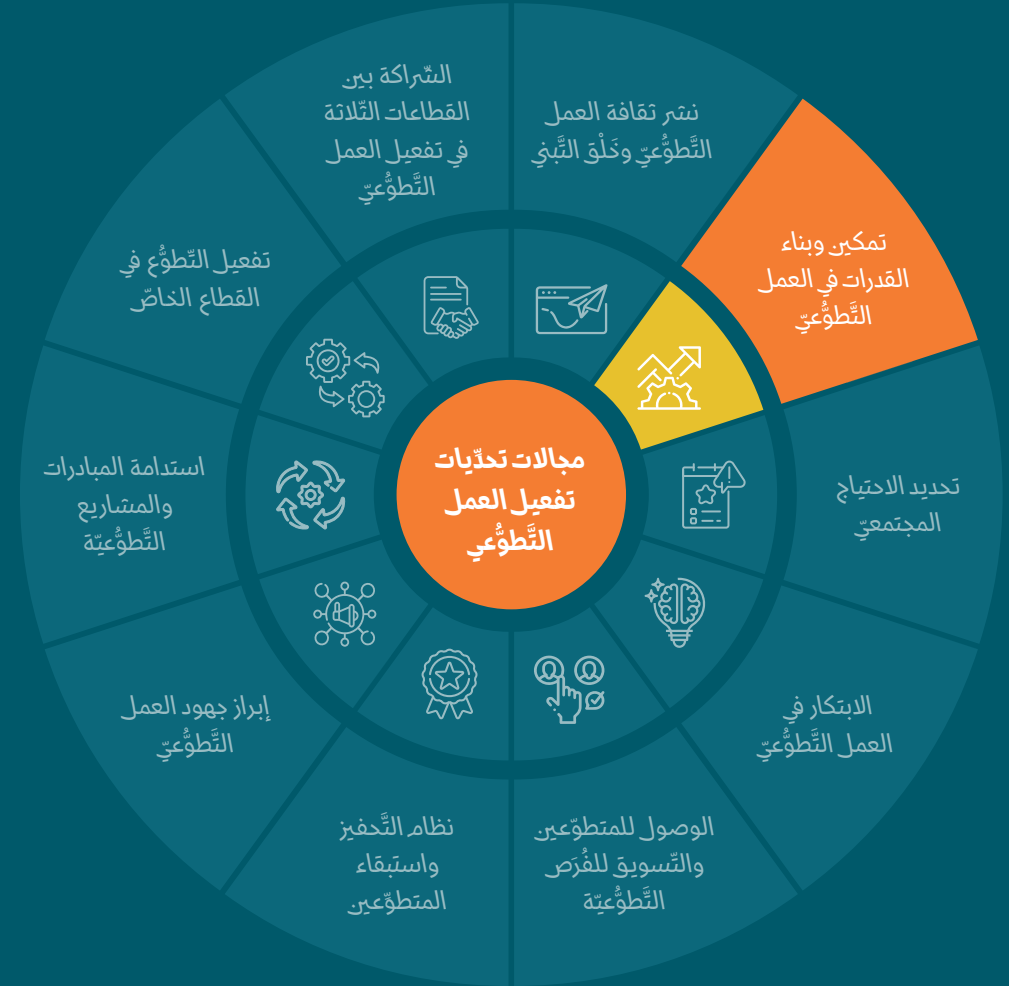 مجالات تحدِّيات
تفعيل العمل
التَّطوُّعي
نشر ثقافة العمل
التَّطوُّعيّ وخَلْق التَّبني
تمكين وبناء
القدرات في العمل
التَّطوُّعيّ
تحديد الاحتياج
المجتمعيّ
الابتكار في
العمل التَّطوُّعيّ
الوصول للمتطوّعين
والتّسويق للفُرَص
التَّطوُّعيّة
نظام التَّحفيز
واستبقاء
المتطوّعين
إبراز جهود العمل
التَّطوُّعيّ
استدامة المبادرات
والمشاريع
التَّطوُّعيّة
تفعيل التّطوُّع في
القطاع الخاصّ
الشّراكة بين
القطاعات الثّلاثة
في تفعيل العمل
التَّطوُّعيّ